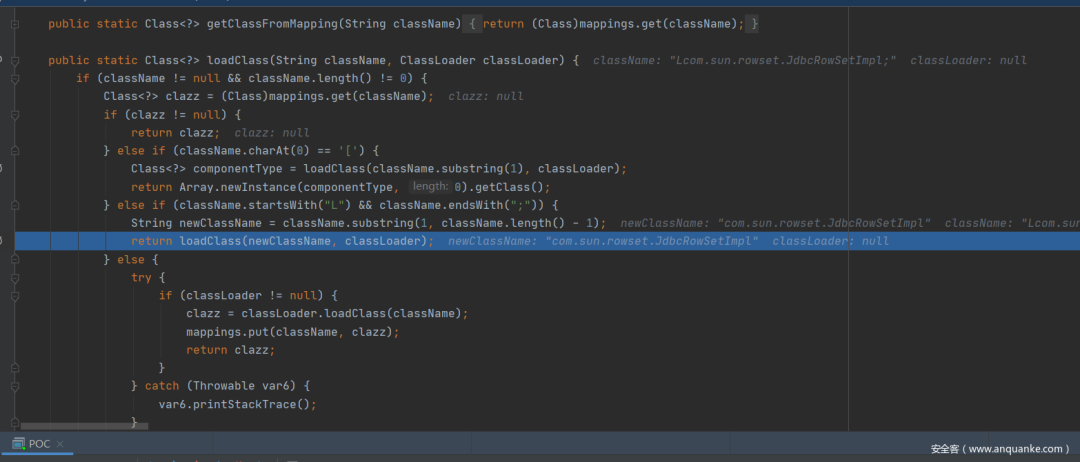 public static Class<?> getClassFromMapping(String className) { return (Class)mappings.get(className); }
public static Class<?> loadClass(String className, ClassLoader classLoader) { className: "Lcom.sun.rowset.JdbcRowSetImpl;" classLoader: null
if (className != null && className.length() != 0) {
Class<?> clazz = (Class)mappings.get(className); clazz: null
if (clazz != null) {
return clazz; clazz: null
} else if (className.charAt(0) == '[') {
Class<?> componentType = loadClass(className.substring(1), classLoader);
return Array.newInstance(componentType, length: 0).getClass();
} else if (className.startsWith("L") && className.endsWith(";")) {
String newClassName = className.substring(1, className.length() - 1); newClassName: "com.sun.rowset.JdbcRowSetImpl" className: "Lcom.su
return loadClass(newClassName, classLoader); newClassName: "com.sun.rowset.JdbcRowSetImpl" classLoader: null
} else {
try {
if (classLoader != null) {
clazz = classLoader.loadClass(className);
mappings.put(className, clazz);
return clazz;
}
} catch (Throwable var6) {
var6.printStackTrace();
}
POC ×
安全客（www.anquanke.com）